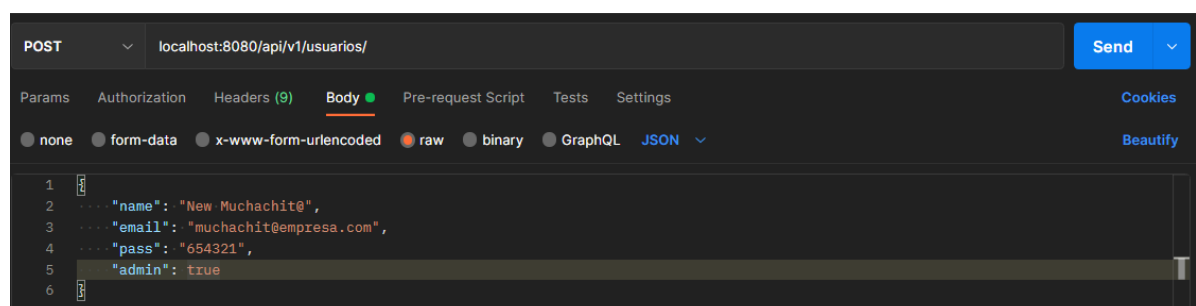 POST localhost:8080/api/v1/usuarios/ Send
Params Authorization Headers (9) Body Pre-request Script Tests Settings Cookies
none form-data x-www-form-urlencoded raw binary GraphQL JSON Beautify
1 {
2 "name": "New Muchachit@",
3 "email": "muchachit@empresa.com",
4 "pass": "654321",
5 "admin": true
6 }